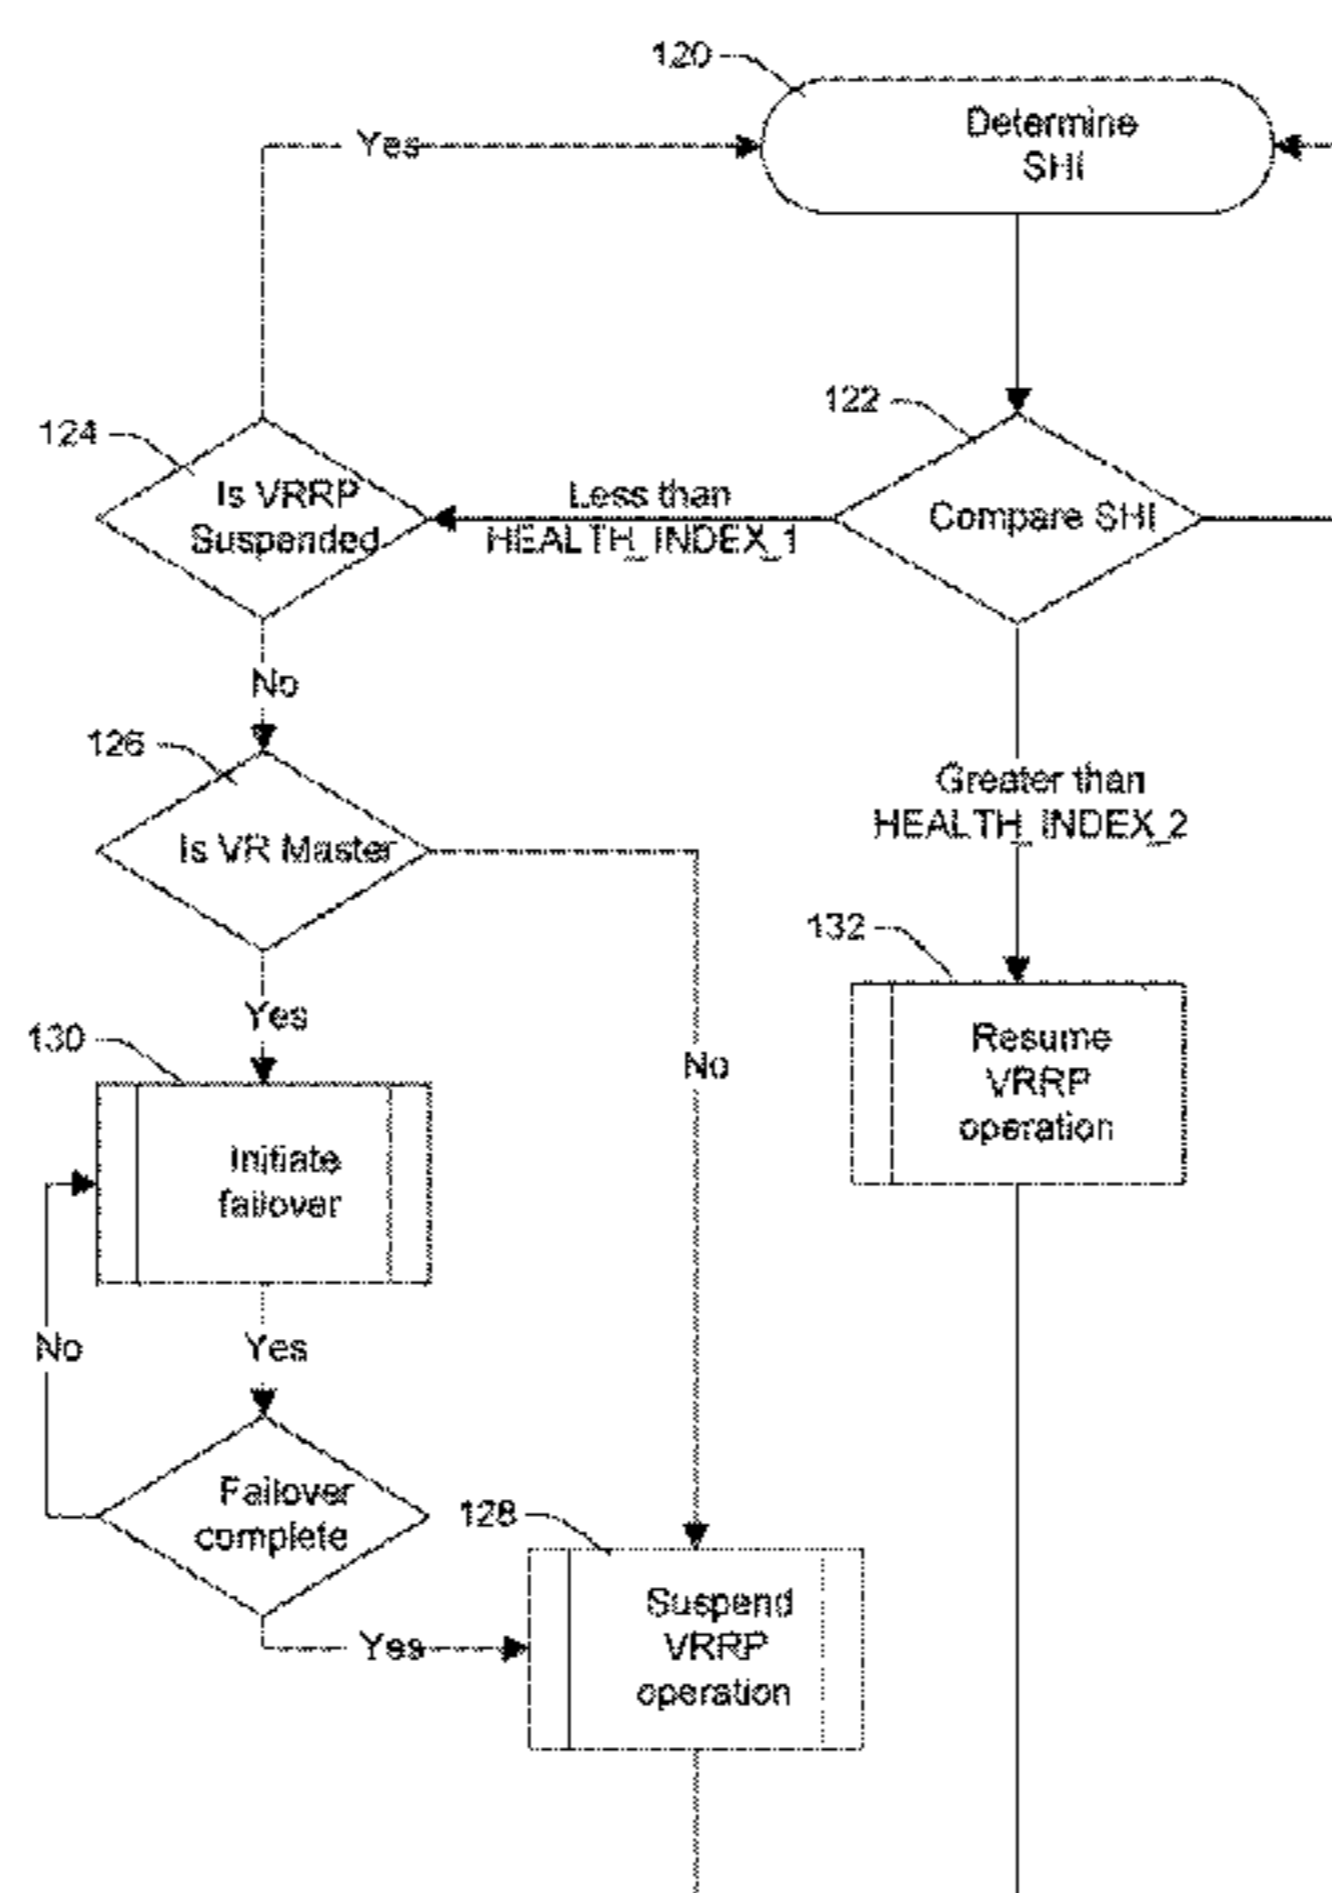 120
Determine
SHI
Yes
122
124
Is VRRP
Suspended
Less than
HEALTH_INDEX_1
Compare SHI
No
126
Is VR Master
Greater than
HEALTH_INDEX_2
132
Yes
130
Resume
VRRP
operation
No
Initiate
failover
No
Yes
Failover
complete
128
Suspend
VRRP
operation
Yes